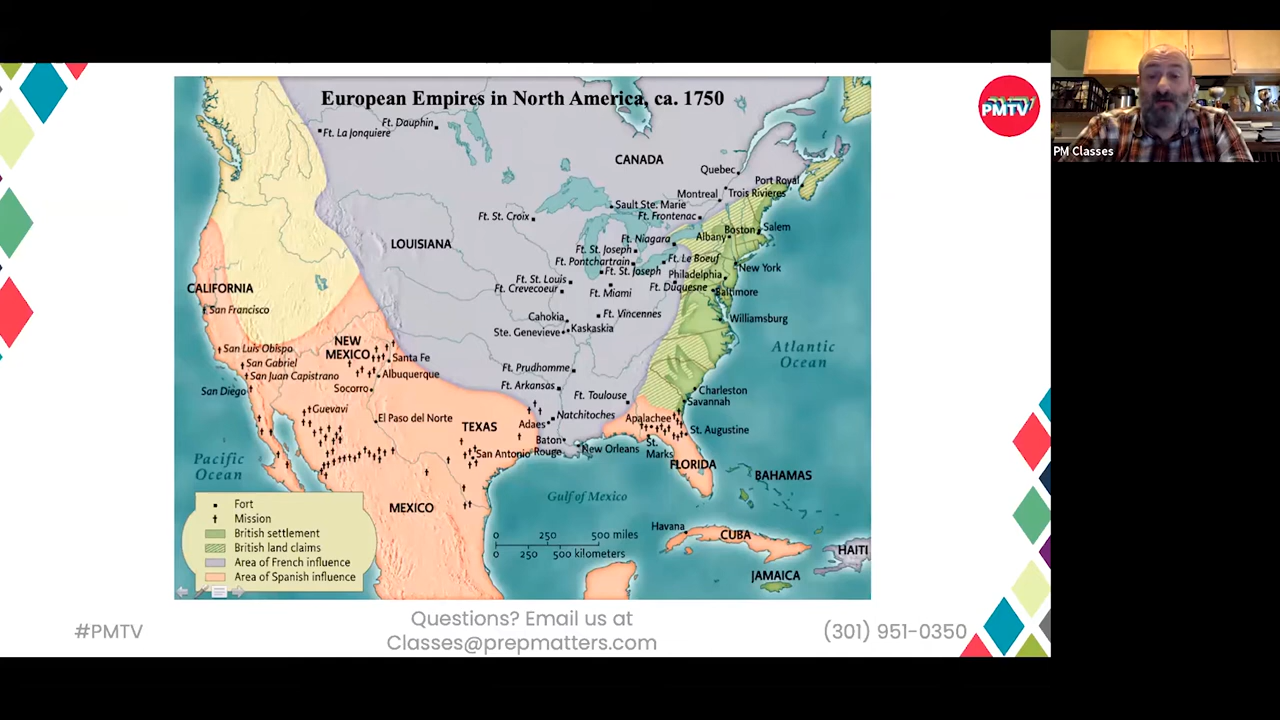 European Empires in North America, ca. 1750
PMTV
PM Classes
Ft. Dauphin
Ft. La Jonquiere
CANADA
Quebec
Port Royal
Montreal
Trois Rivieres
Sault Ste. Marie
Ft. St. Croix
Ft. Frontenac
Boston
Salem
Albany
LOUISIANA
Ft. Niagara
Ft. St. Joseph
Ft. Pontchartrain
Ft. Le Boeuf
New York
Ft. St. Joseph
Philadelphia
Ft. St. Louis
Ft. Crevecoeur
Ft. Miami
Ft. Duquesne
Baltimore
CALIFORNIA
San Francisco
Cahokia
Ft. Vincennes
Williamsburg
Ste. Genevieve
Kaskaskia
NEW
MEXICO
San Luis Obispo
Santa Fe
San Gabriel
San Juan Capistrano
Albuquerque
Ft. Prudhomme
Atlantic
Ocean
San Diego
Socorro
Ft. Arkansas
Ft. Toulouse
Charleston
Savannah
Guevavi
El Paso del Norte
Natchitoches
Apalachee
TEXAS
Adaes
St. Augustine
Baton
Rouge
New Orleans
St.
Marks
San Antonio
Pacific
Ocean
FLORIDA
BAHAMAS
MEXICO
Gulf of Mexico
Fort
Mission
British settlement
British land claims
Area of French influence
Area of Spanish influence
0 250 500 miles
0 250 500 kilometers
Havana
CUBA
HAITI
JAMAICA
#PMTV
Questions? Email us at
Classes@prepmatters.com
(301) 951-0350